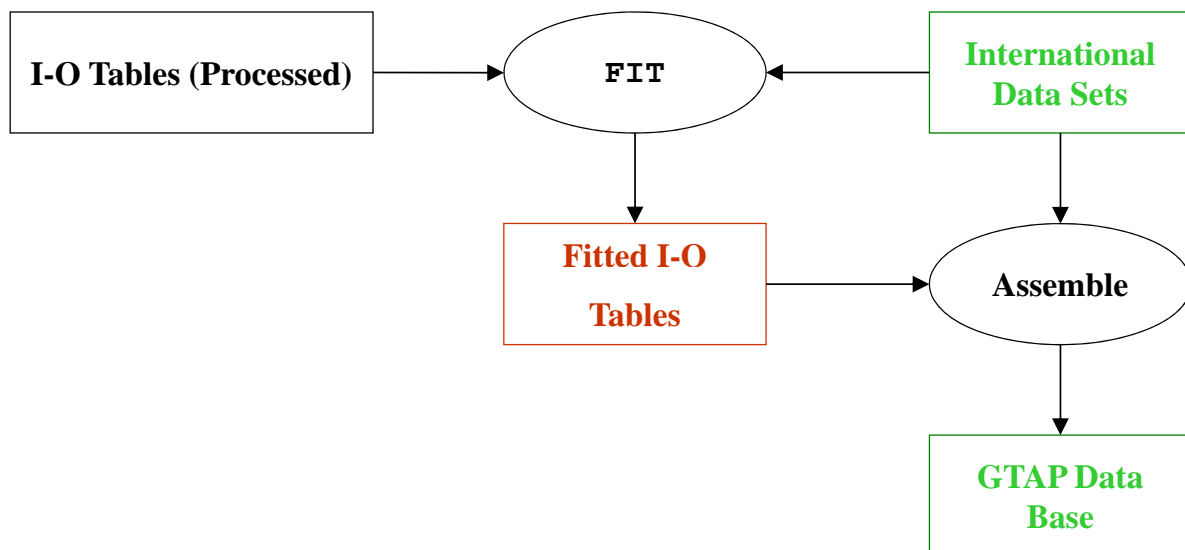 I-O Tables (Processed)
FIT
International
Data Sets
Fitted I-O
Tables
Assemble
GTAP Data
Base